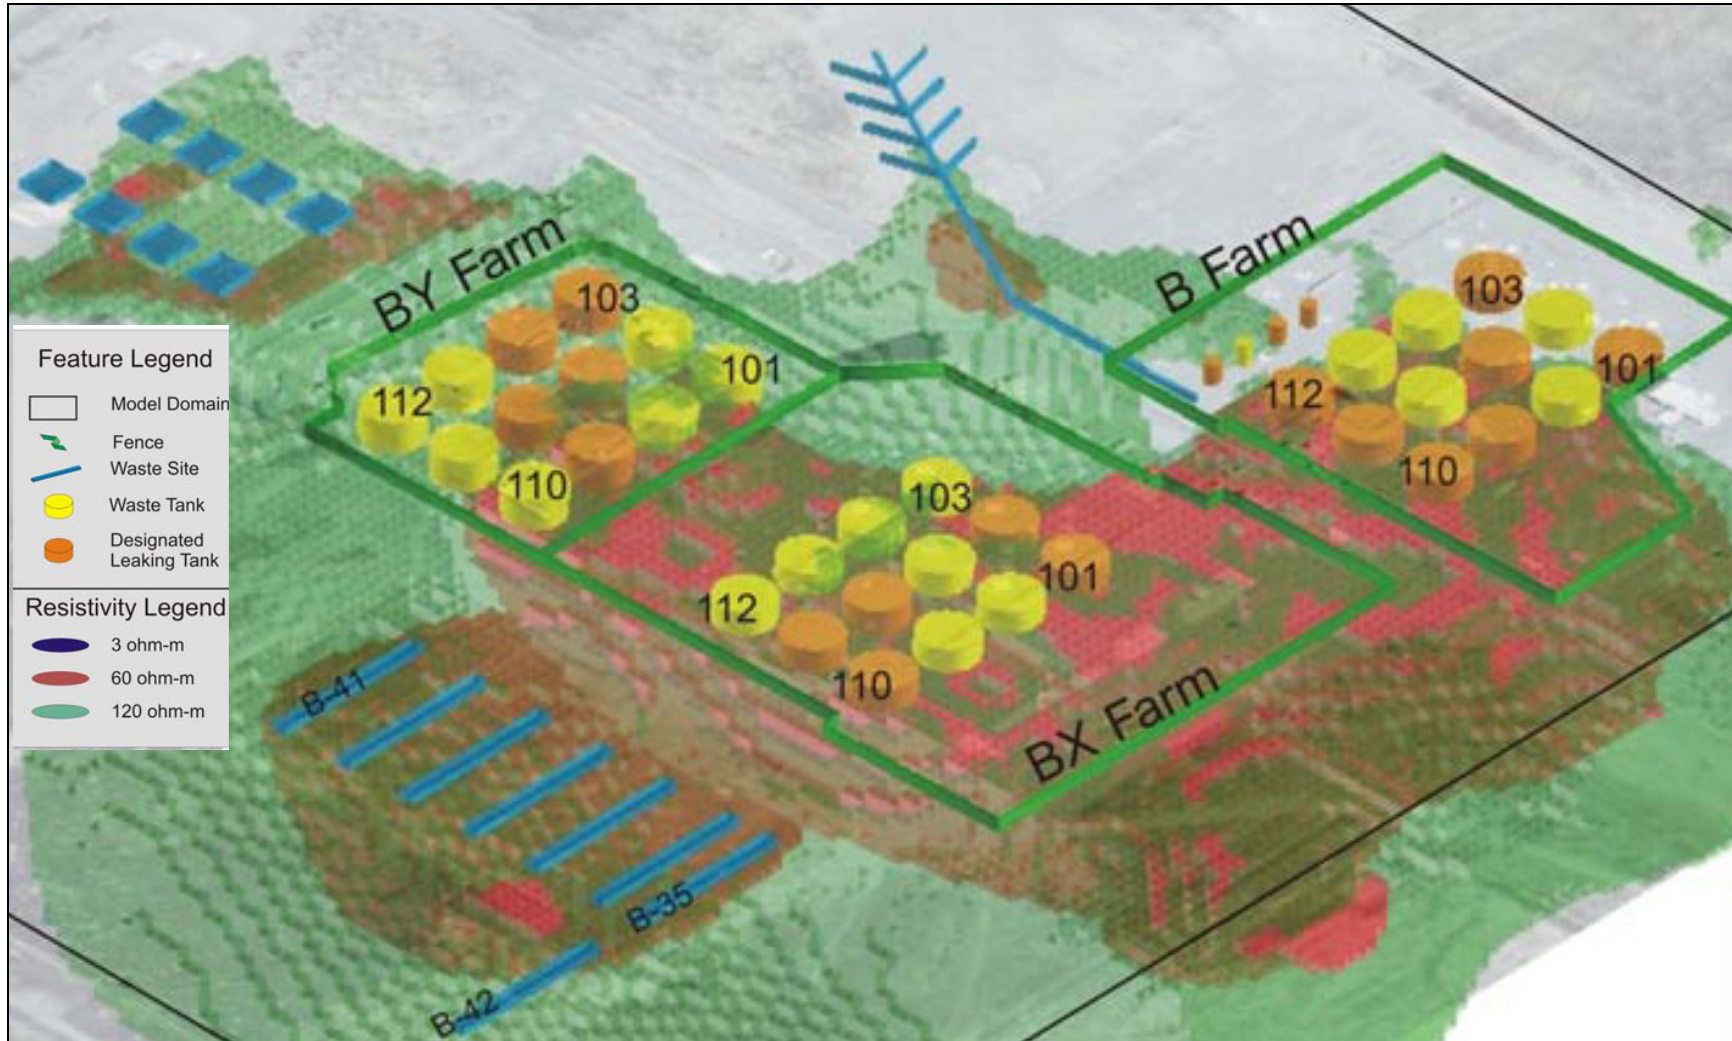 BY Farm
103
101
112
110
B Farm
103
101
112
110
Feature Legend
Model Domain
Fence
Waste Site
Waste Tank
Designated
Leaking Tank
Resistivity Legend
3 ohm-m
60 ohm-m
120 ohm-m
103
101
112
110
BX Farm
B-41
B-35
B-42